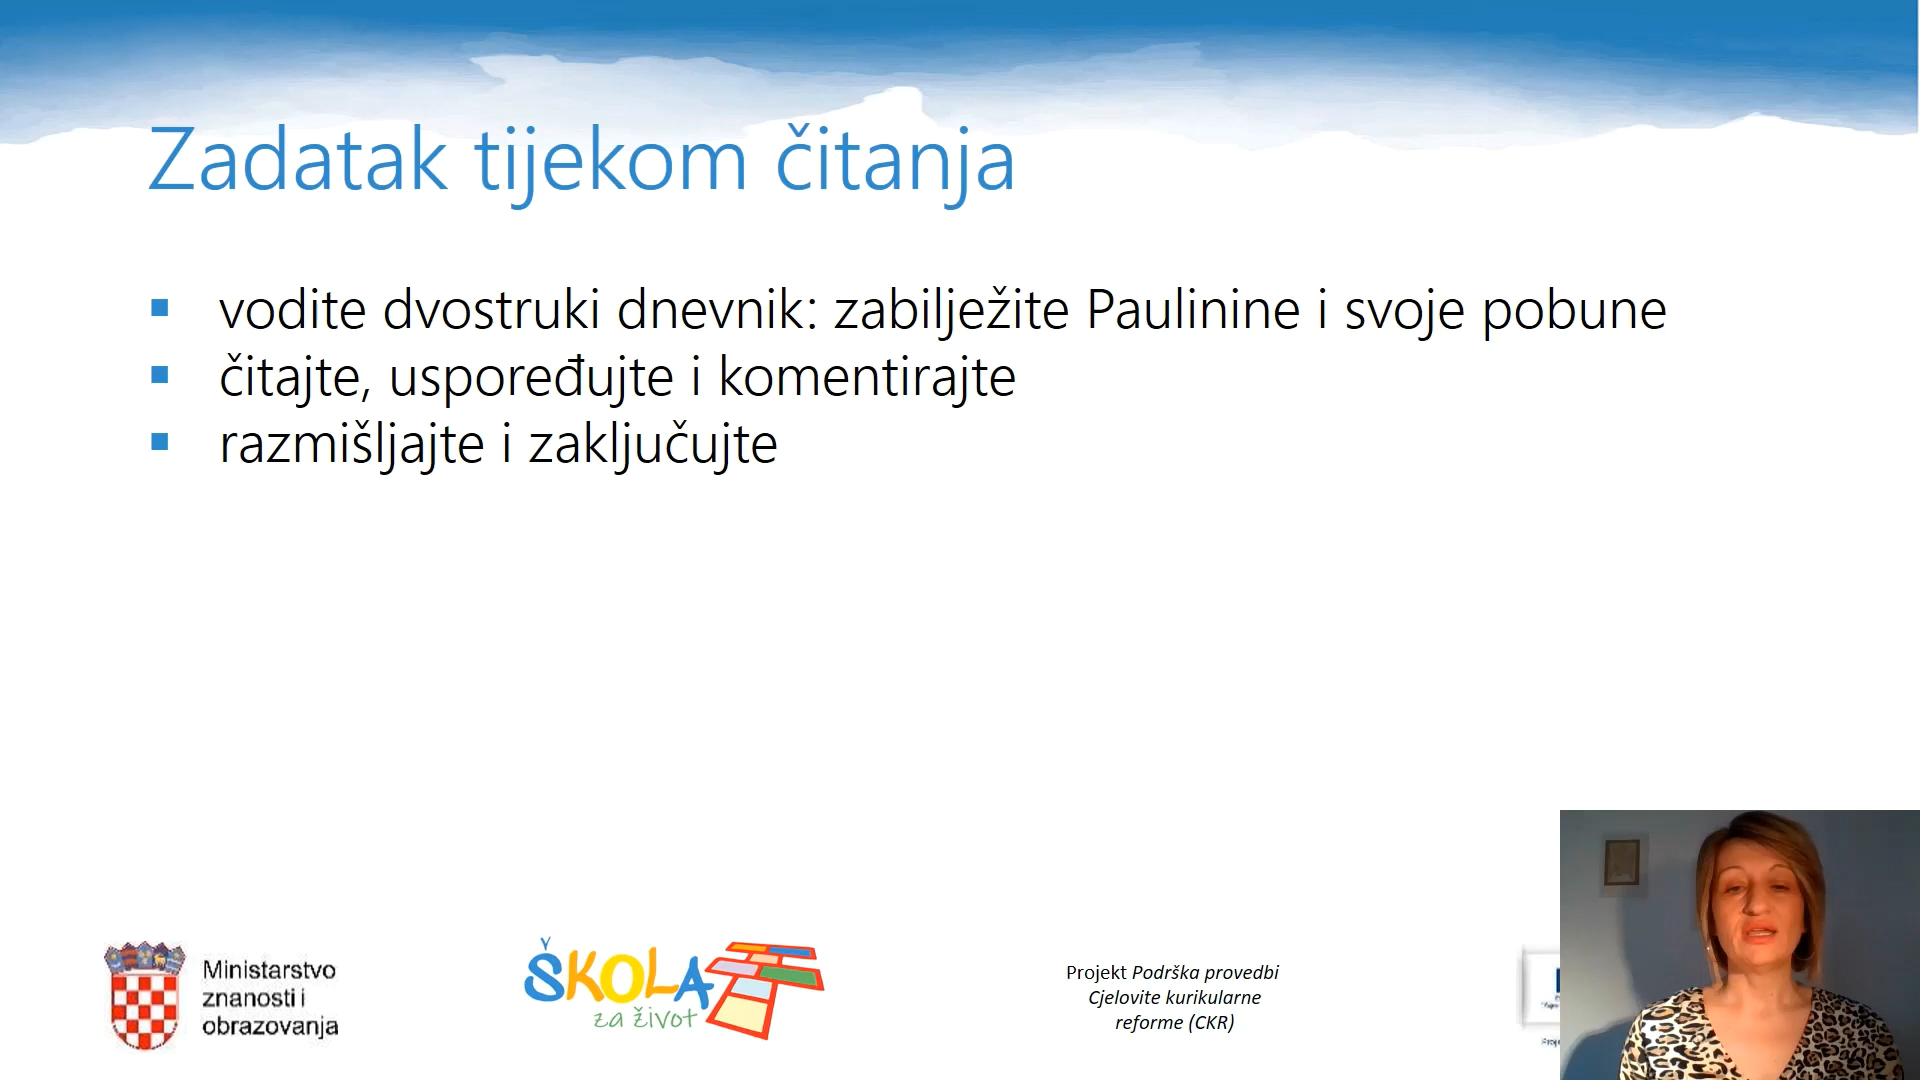 Zadatak tijekom čitanja
vodite dvostruki dnevnik: zabilježite Paulinine i svoje pobune
čitajte, uspoređujte i komentirajte
razmišljajte i zaključujte
Ministarstvo
znanosti i
obrazovanja
ŠKOLA
za život
Projekt Podrška provedbi
Cjelovite kurikularne
reforme (CKR)